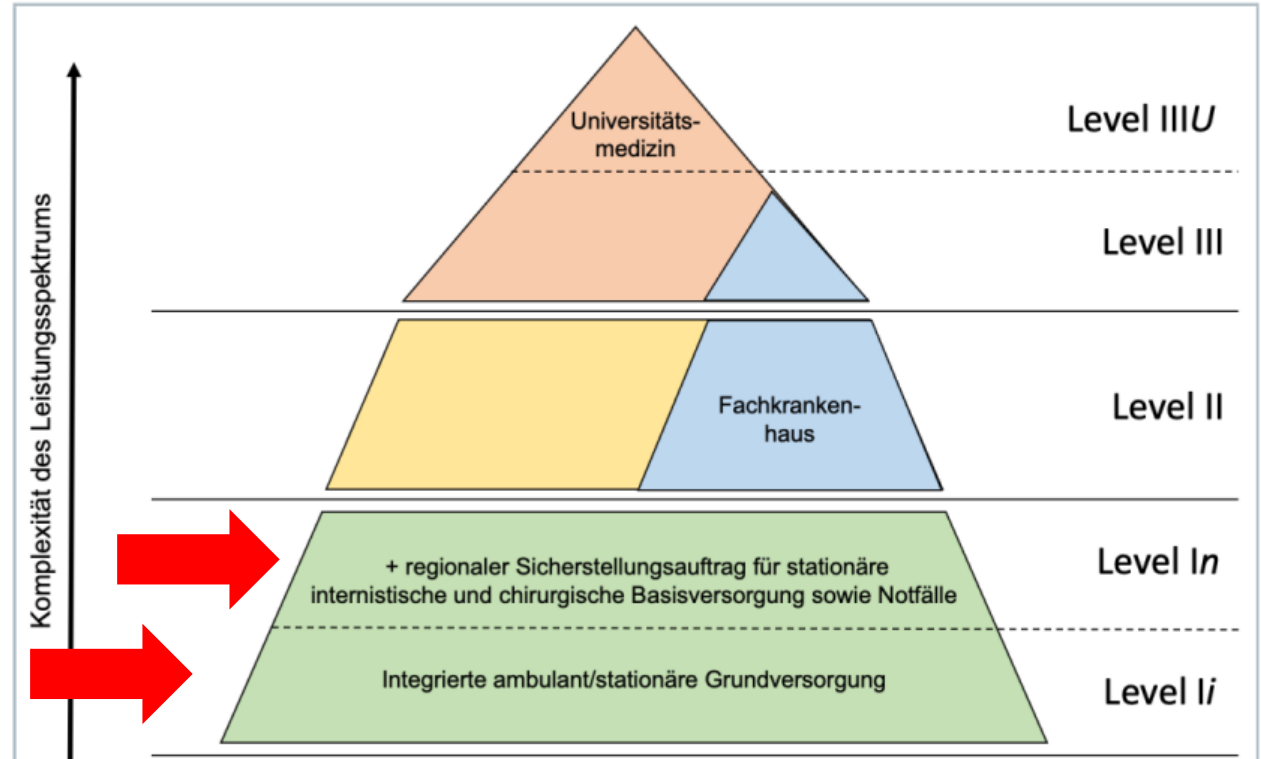 Komplexität des Leistungsspektrums
Universitäts-
medizin
Level IIIU
Level III
Fachkranken-
haus
Level II
+ regionaler Sicherstellungsauftrag für stationäre
internistische und chirurgische Basisversorgung sowie Notfälle
Level In
Integrierte ambulant/stationäre Grundversorgung
Level Ii